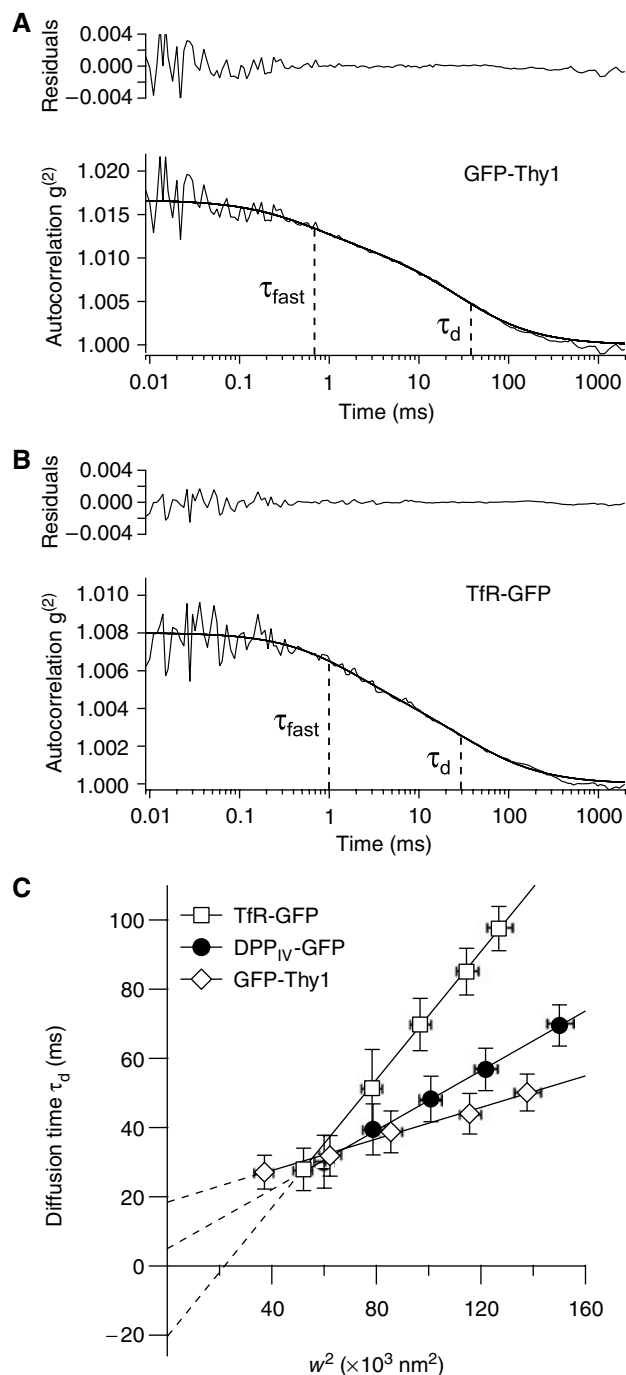 A
Residuals
0.004
0.000
−0.004
Autocorrelation g(2)
1.020
1.015
1.010
1.005
1.000
GFP-Thy1
τfast
τd
0.01 0.1 1 10 100 1000
Time (ms)
B
Residuals
0.004
0.000
−0.004
Autocorrelation g(2)
1.010
1.008
1.006
1.004
1.002
1.000
TfR-GFP
τfast
τd
0.01 0.1 1 10 100 1000
Time (ms)
C
Diffusion time τd (ms)
100
80
60
40
20
0
−20
TfR-GFP
DPPIV-GFP
GFP-Thy1
40 80 120 160
w2 (×103 nm2)